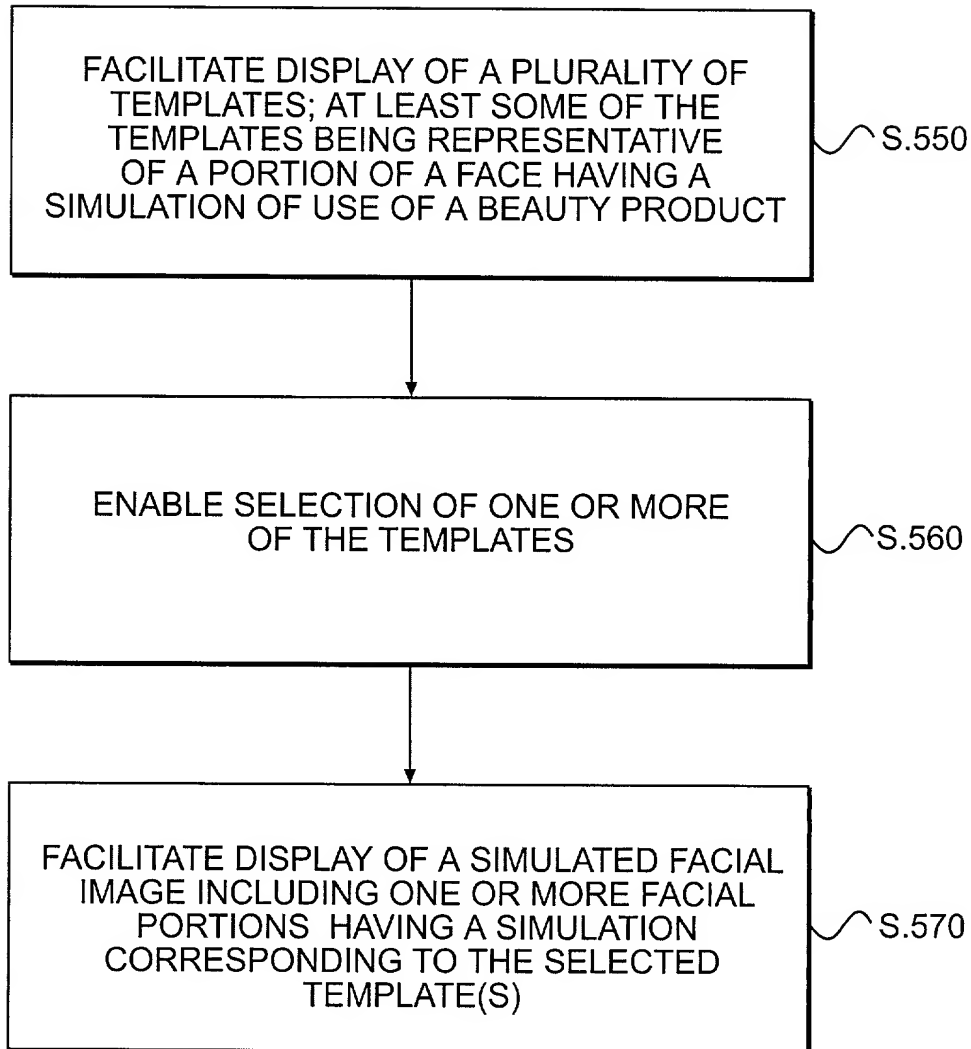 FACILITATE DISPLAY OF A PLURALITY OF
TEMPLATES; AT LEAST SOME OF THE
TEMPLATES BEING REPRESENTATIVE
OF A PORTION OF A FACE HAVING A
SIMULATION OF USE OF A BEAUTY PRODUCT
S.550
ENABLE SELECTION OF ONE OR MORE
OF THE TEMPLATES
S.560
FACILITATE DISPLAY OF A SIMULATED FACIAL
IMAGE INCLUDING ONE OR MORE FACIAL
PORTIONS HAVING A SIMULATION
CORRESPONDING TO THE SELECTED
TEMPLATE(S)
S.570